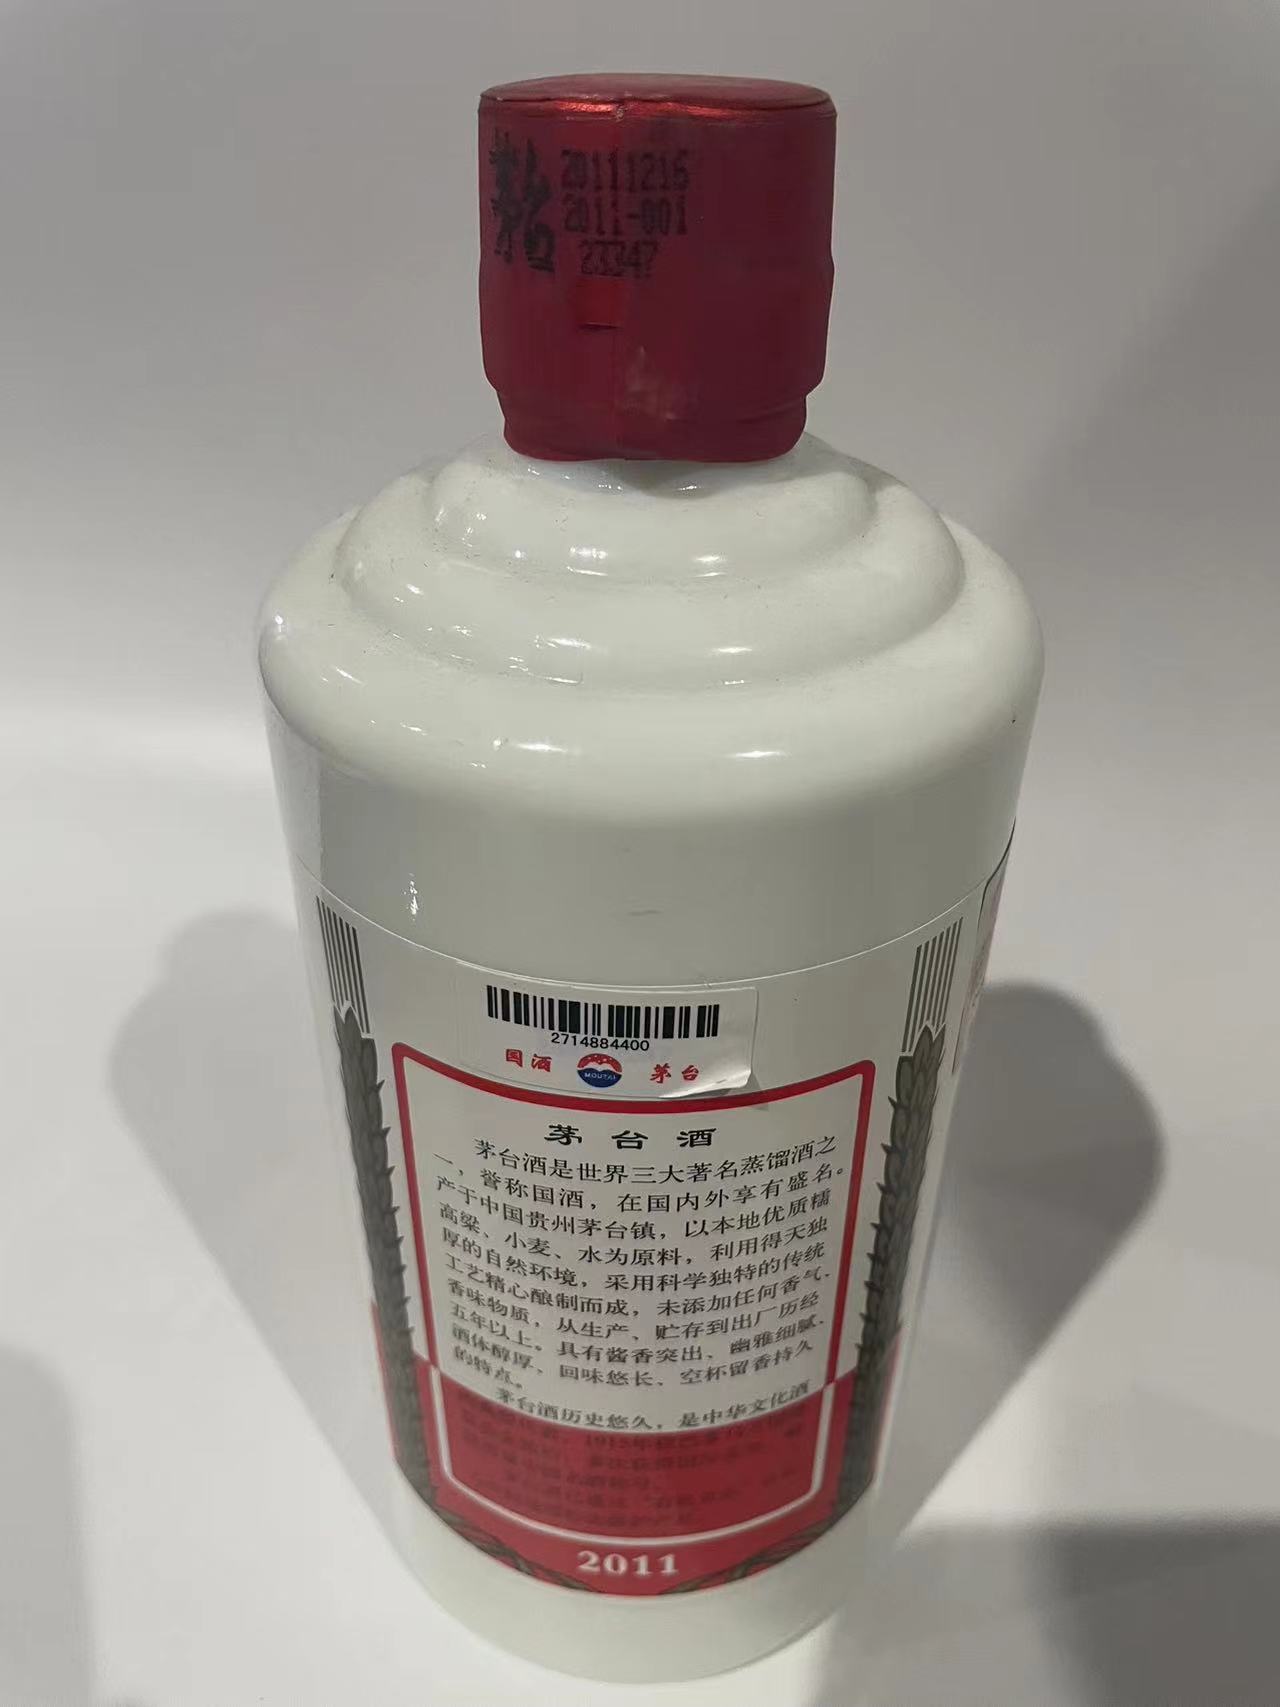 茅台
20111216
2011-001
23347
2714884400
国酒 MOUTAI 茅台
茅台酒
茅台酒是世界三大著名蒸馏酒之
一，誉称国酒，在国内外享有盛名。
产于中国贵州茅台镇，以本地优质糯
高粱、小麦、水为原料，利用得天独
厚的自然环境，采用科学独特的传统
工艺精心酿制而成，未添加任何香气、
香味物质，从生产、贮存到出厂历经
五年以上。具有酱香突出、幽雅细腻、
酒体醇厚、回味悠长、空杯留香持久
的特点。
茅台酒历史悠久，是中华文化酒
2011